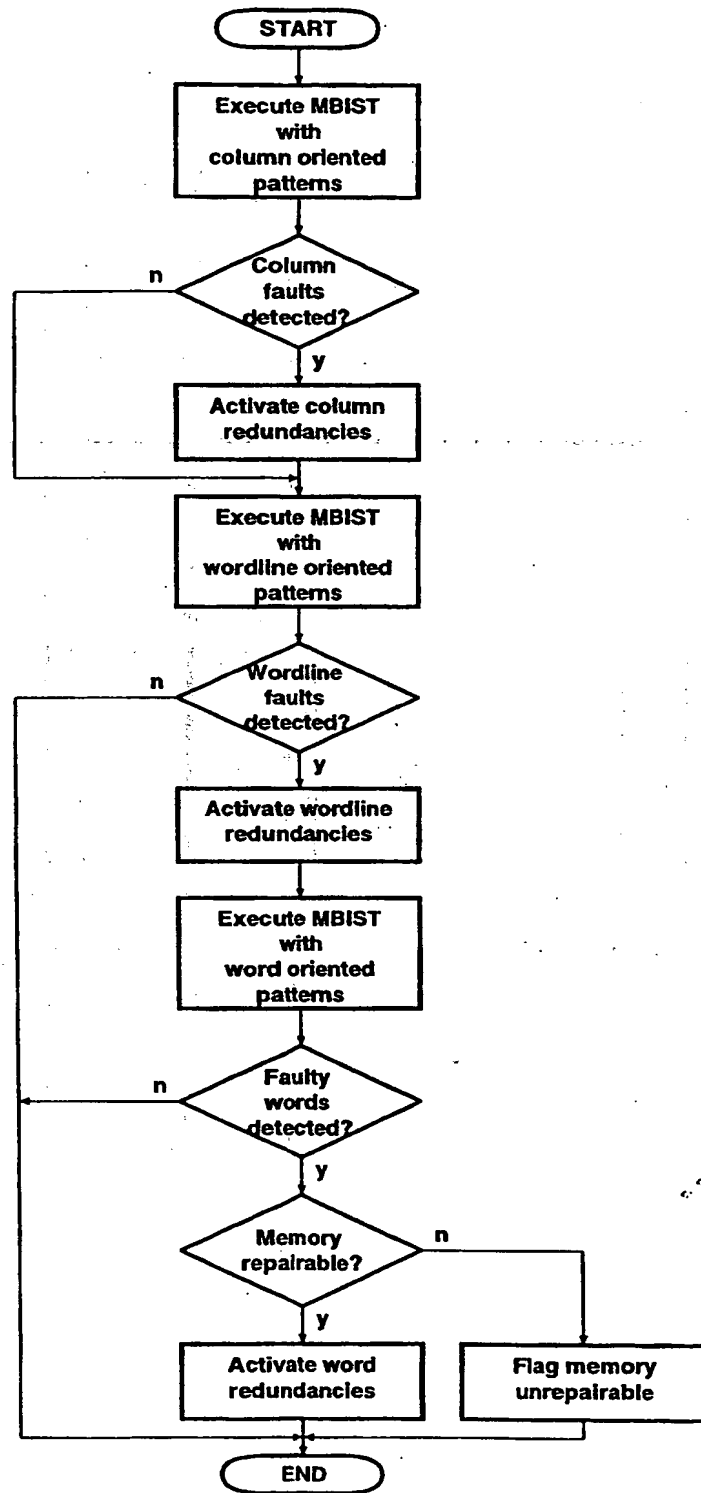 START
Execute MBIST
with
column oriented
patterns
n
Column
faults
detected?
y
Activate column
redundancies
Execute MBIST
with
wordline oriented
patterns
n
Wordline
faults
detected?
y
Activate wordline
redundancies
Execute MBIST
with
word oriented
patterns
n
Faulty
words
detected?
y
Memory
repairable?
n
y
Activate word
redundancies
Flag memory
unrepairable
END